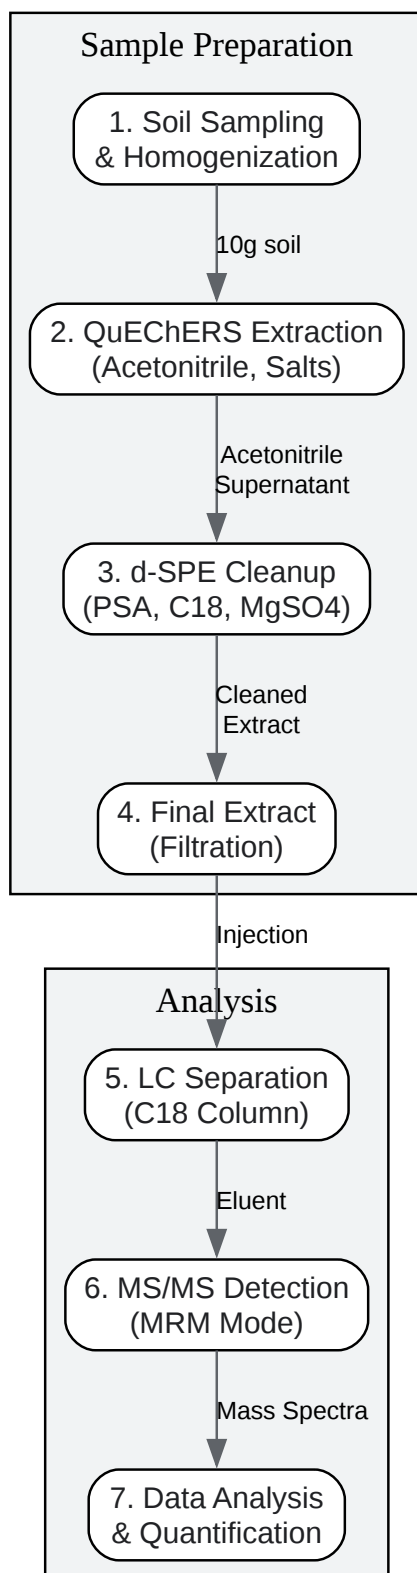 Sample Preparation
1. Soil Sampling
& Homogenization
10g soil
2. QuEChERS Extraction
(Acetonitrile, Salts)
Acetonitrile
Supernatant
3. d-SPE Cleanup
(PSA, C18, MgSO4)
Cleaned
Extract
4. Final Extract
(Filtration)
Injection
Analysis
5. LC Separation
(C18 Column)
Eluent
6. MS/MS Detection
(MRM Mode)
Mass Spectra
7. Data Analysis
& Quantification